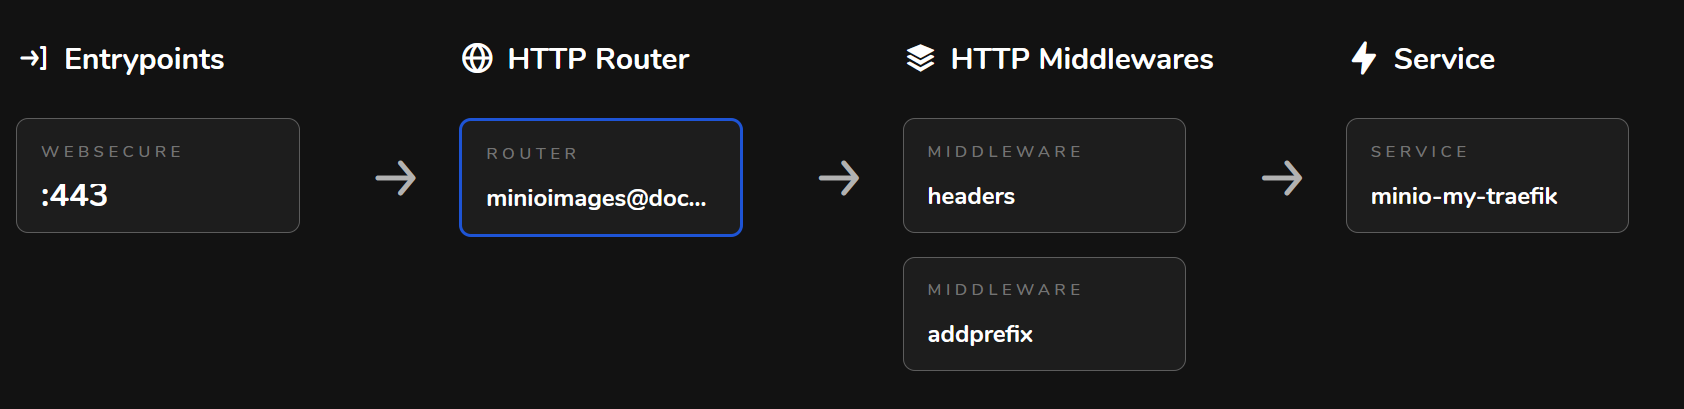 Entrypoints
HTTP Router
HTTP Middlewares
Service
WEBSECURE
:443
ROUTER
minioimages@doc...
MIDDLEWARE
headers
MIDDLEWARE
addprefix
SERVICE
minio-my-traefik